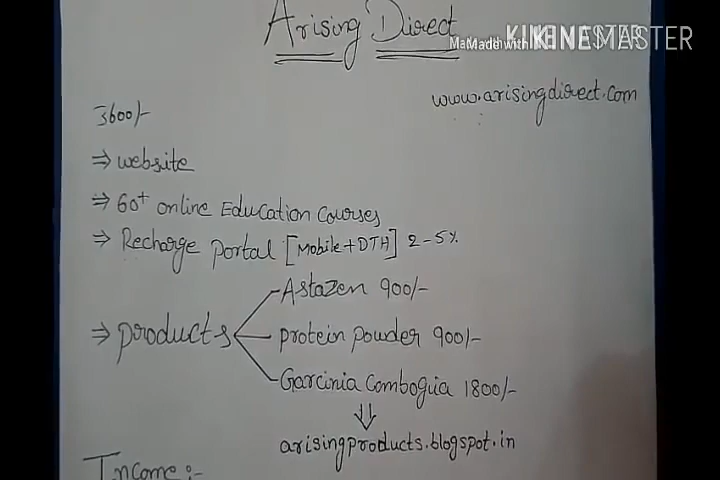 Arising Direct
Made with KINEMASTER
www.arisingdirect.com
3600/-
⇒ website
⇒ 60+ online Education Courses
⇒ Recharge Portal [Mobile+DTH] 2-5%
⇒ products
Astazen 900/-
protein powder 900/-
Garcinia Combogia 1800/-
arisingproducts.blogspot.in
Income:-